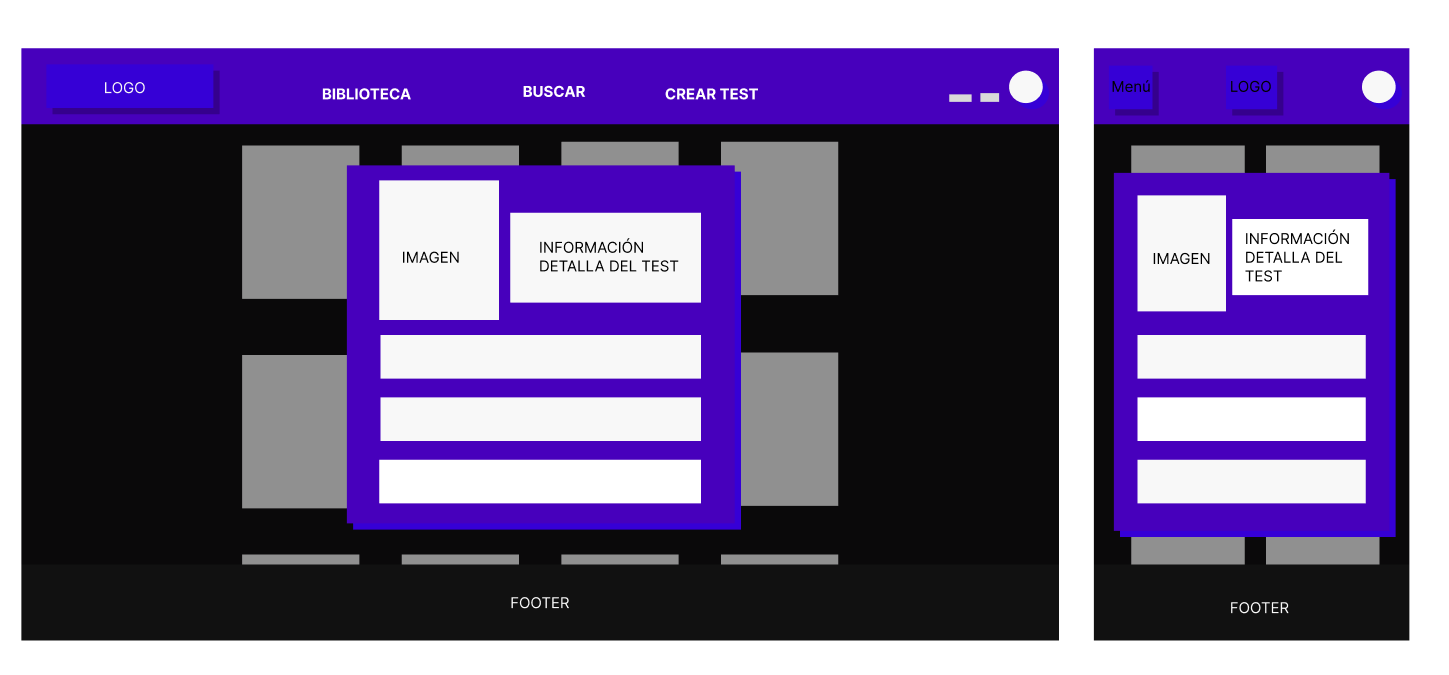 LOGO
BIBLIOTECA
BUSCAR
CREAR TEST
IMAGEN
INFORMACIÓN
DETALLA DEL TEST
FOOTER
Menú
LOGO
IMAGEN
INFORMACIÓN
DETALLA DEL
TEST
FOOTER